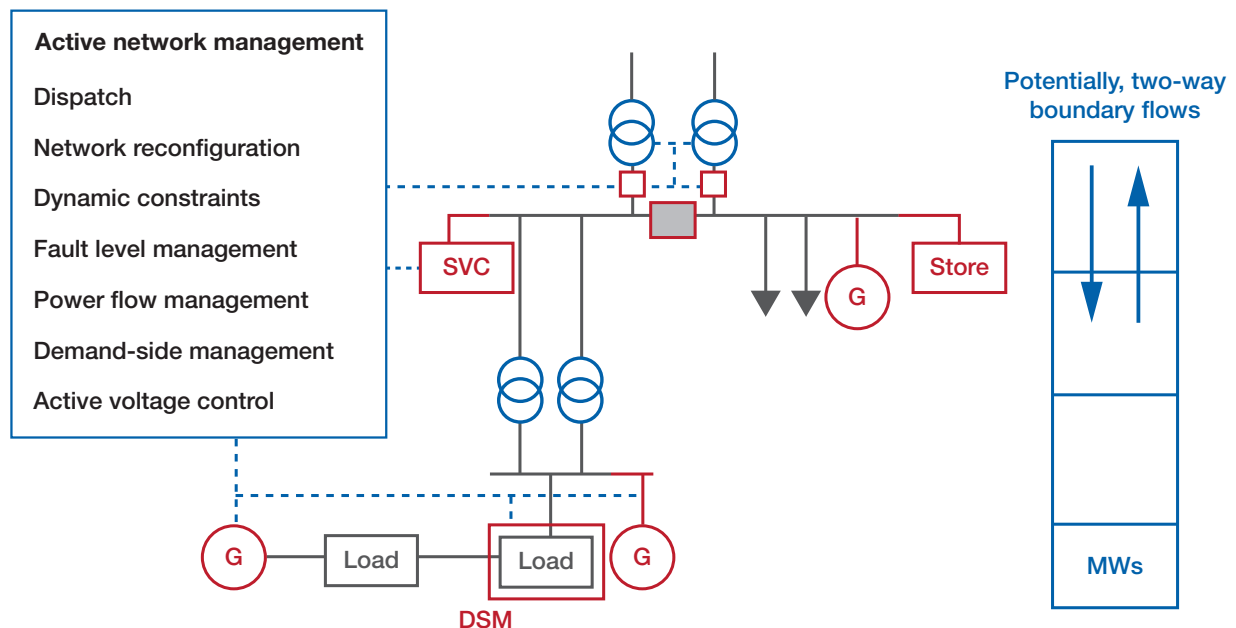 Active network management
Dispatch
Network reconfiguration
Dynamic constraints
Fault level management
Power flow management
Demand-side management
Active voltage control
Potentially, two-way
boundary flows
SVC
G
Store
G
Load
Load
G
DSM
MWs